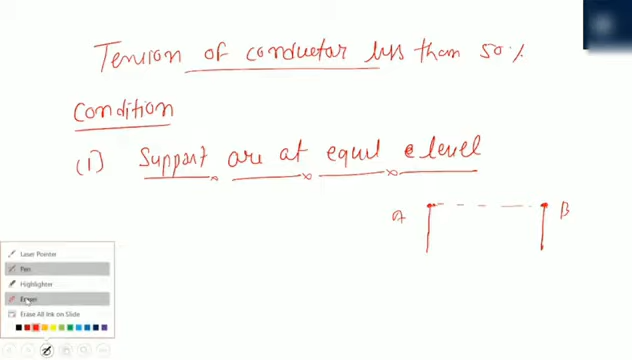 Tension of conductor less than 50%
Condition
(1) Support are at equil level
A
B
Laser Pointer
Pen
Highlighter
Eraser
Erase All Ink on Slide